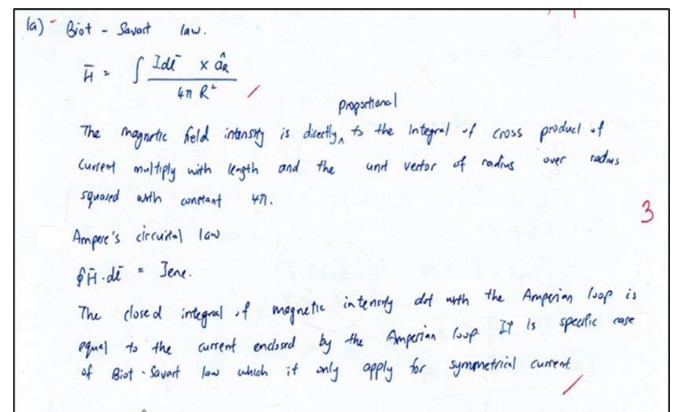 1a) - Biot - Savart law.
H̄ = ∫ Idl̄ × âR / 4π R²
proportional
The magnetic field intensity is directly ^ to the integral of cross product of
current multiply with length and the unit vector of radius over radius
squared with constant 4π.
3
Ampere's circuital law
∮H̄·dl̄ = Ienc.
The closed integral of magnetic intensity dot with the Amperian loop is
equal to the current enclosed by the Amperian loop. It is specific case
of Biot-Savart law which it only apply for symmetrical current